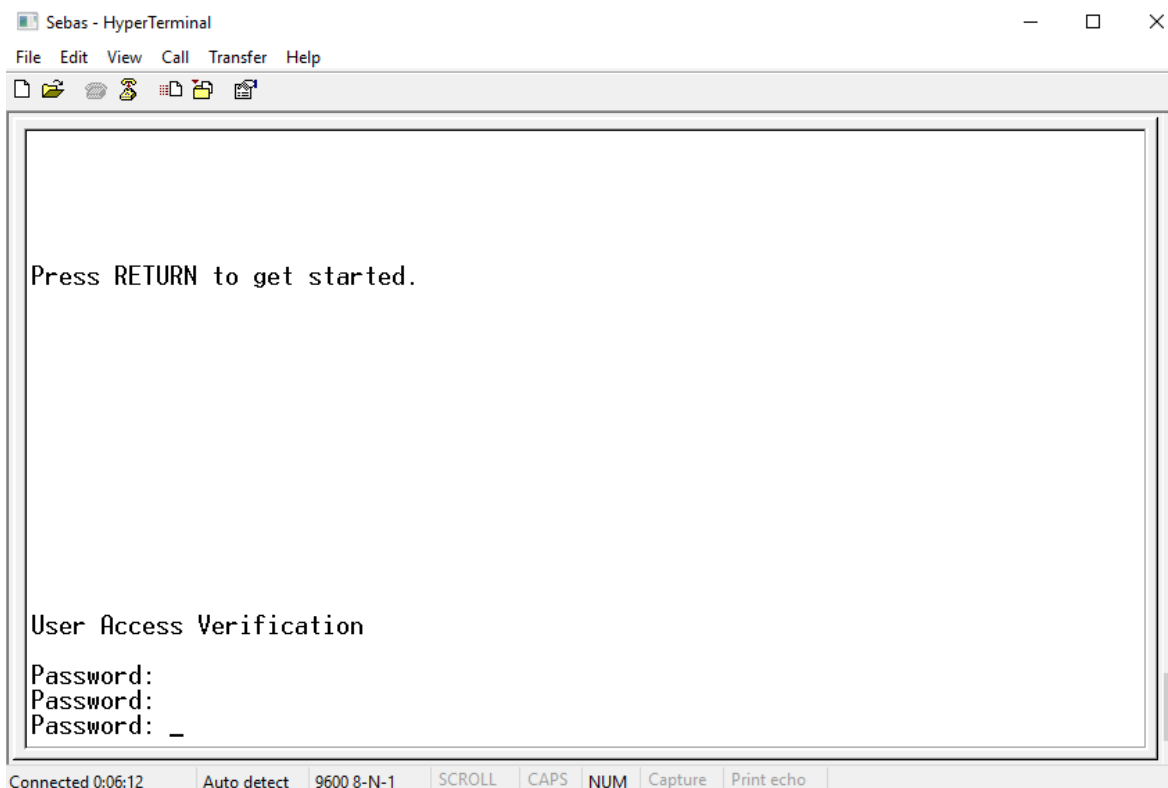 Sebas - HyperTerminal
File Edit View Call Transfer Help
Press RETURN to get started.
User Access Verification
Password:
Password:
Password: _
Connected 0:06:12 Auto detect 9600 8-N-1 SCROLL CAPS NUM Capture Print echo